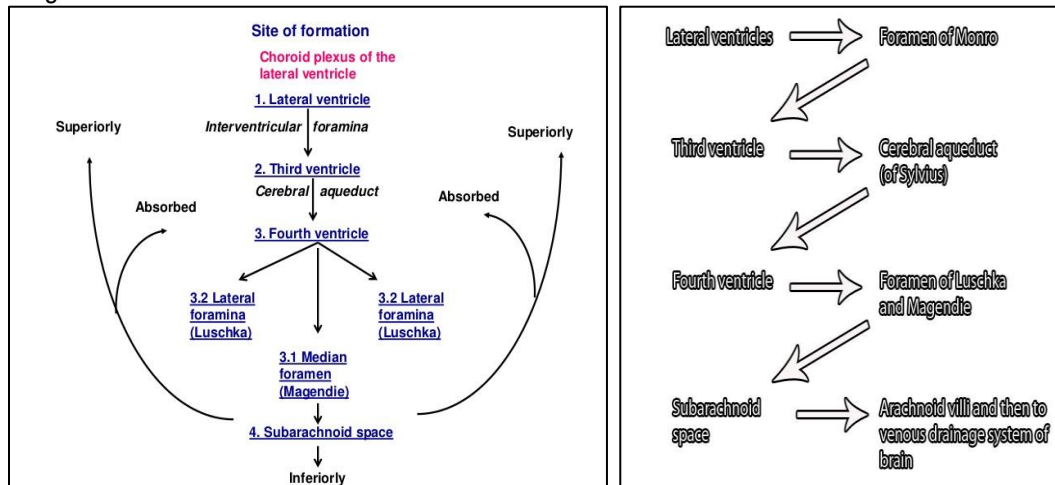 Site of formation
Choroid plexus of the
lateral ventricle
1. Lateral ventricle
Interventricular foramina
Superiorly
Superiorly
2. Third ventricle
Cerebral aqueduct
Absorbed
Absorbed
3. Fourth ventricle
3.2 Lateral
foramina
(Luschka)
3.2 Lateral
foramina
(Luschka)
3.1 Median
foramen
(Magendie)
4. Subarachnoid space
Inferiorly
Lateral ventricles
Foramen of Monro
Third ventricle
Cerebral aqueduct
(of Sylvius)
Fourth ventricle
Foramen of Luschka
and Magendie
Subarachnoid
space
Arachnoid villi and then to
venous drainage system of
brain